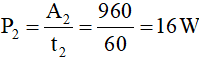 P₂ = A₂/t₂ = 960/60 = 16 W